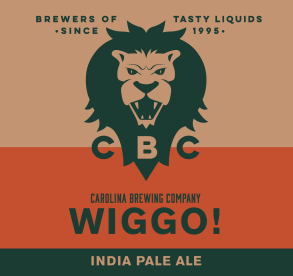 BREWERS OF TASTY LIQUIDS
•SINCE 1995•
C B C
CAROLINA BREWING COMPANY
WIGGO!
INDIA PALE ALE